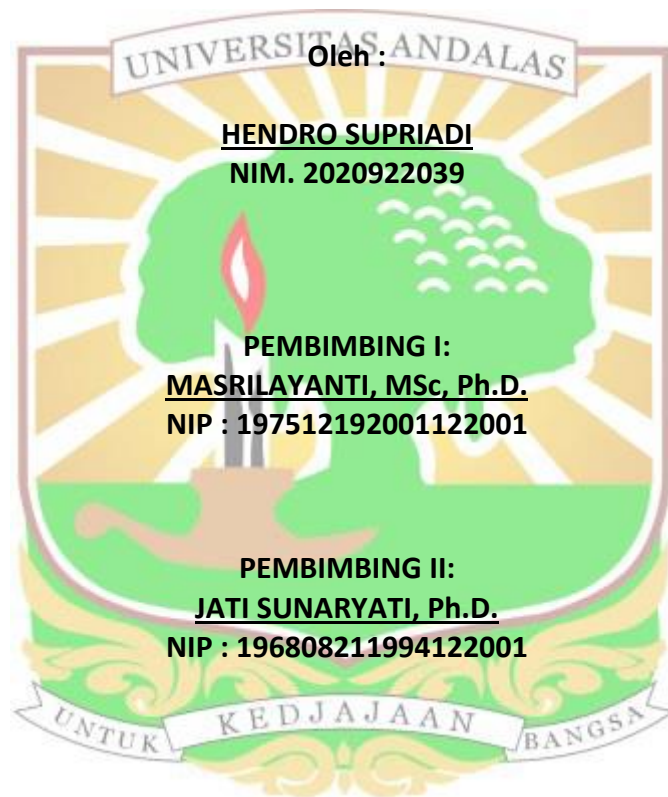 UNIVERSITAS ANDALAS
Oleh :
HENDRO SUPRIADI
NIM. 2020922039
PEMBIMBING I:
MASRILAYANTI, MSc, Ph.D.
NIP : 197512192001122001
PEMBIMBING II:
JATI SUNARYATI, Ph.D.
NIP : 196808211994122001
UNTUK KEDJAJAAN BANGSA